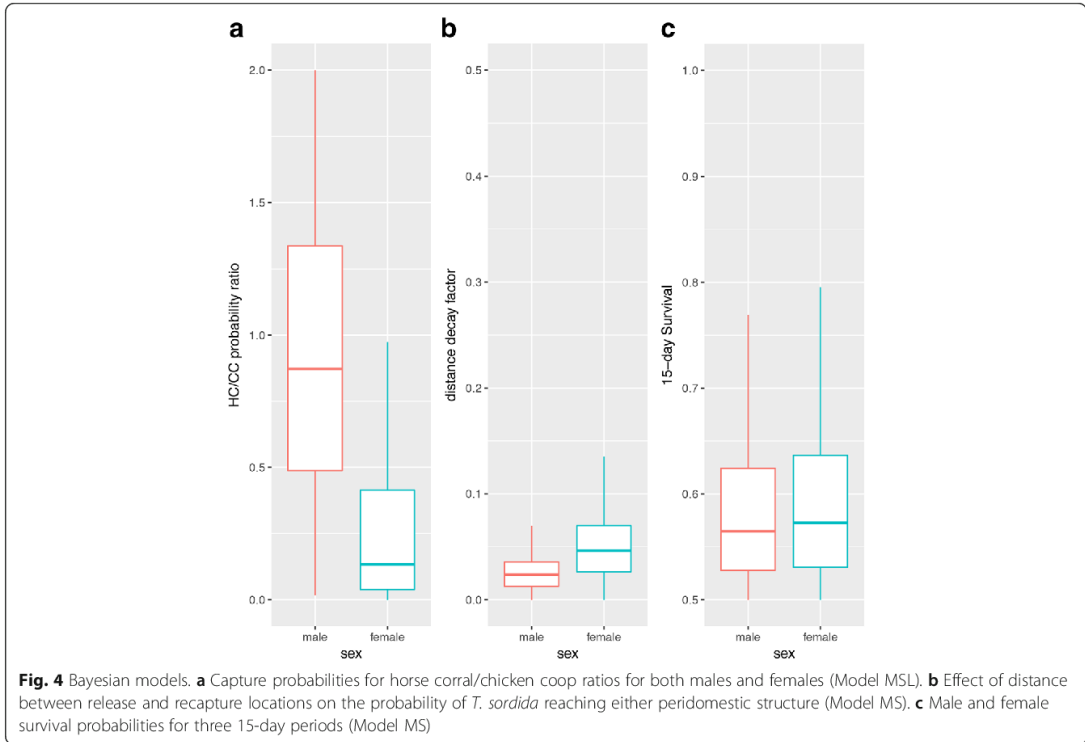 a
2.0
1.5
1.0
0.5
0.0
HC/CC probability ratio
male female
sex
b
0.5
0.4
0.3
0.2
0.1
0.0
distance decay factor
male female
sex
c
1.0
0.9
0.8
0.7
0.6
0.5
15–day Survival
male female
sex
Fig. 4 Bayesian models. a Capture probabilities for horse corral/chicken coop ratios for both males and females (Model MSL). b Effect of distance
between release and recapture locations on the probability of T. sordida reaching either peridomestic structure (Model MS). c Male and female
survival probabilities for three 15-day periods (Model MS)